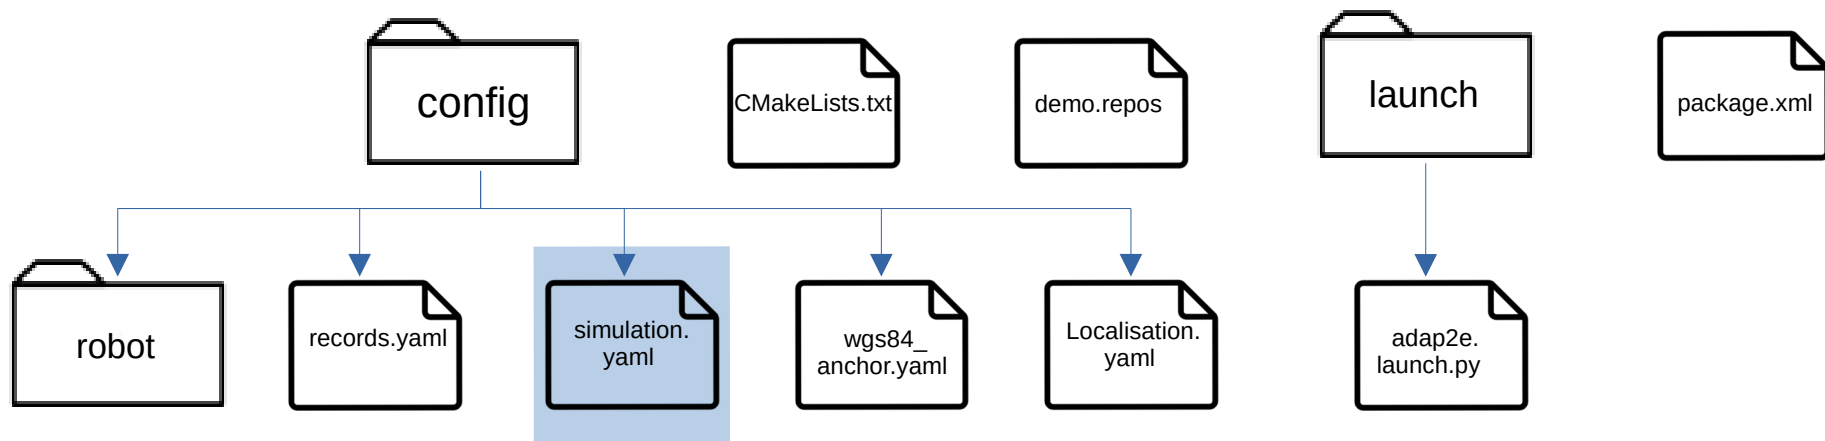 config
CMakeLists.txt
demo.repos
launch
package.xml
robot
records.yaml
simulation.
yaml
wgs84_
anchor.yaml
Localisation.
yaml
adap2e.
launch.py